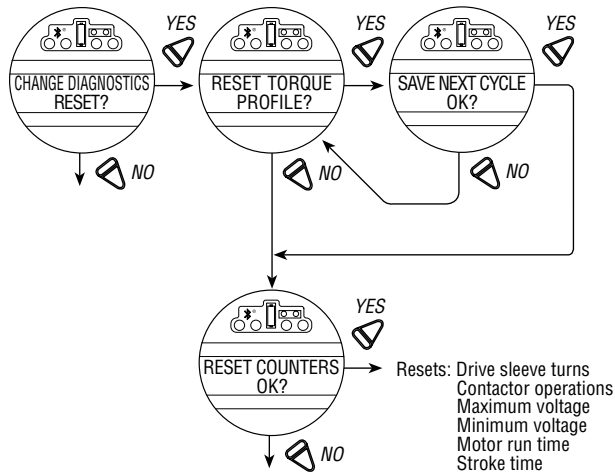 YES
YES
YES
CHANGE DIAGNOSTICS
RESET?
RESET TORQUE
PROFILE?
SAVE NEXT CYCLE
OK?
NO
NO
NO
YES
RESET COUNTERS
OK?
Resets: Drive sleeve turns
Contactor operations
Maximum voltage
Minimum voltage
Motor run time
Stroke time
NO